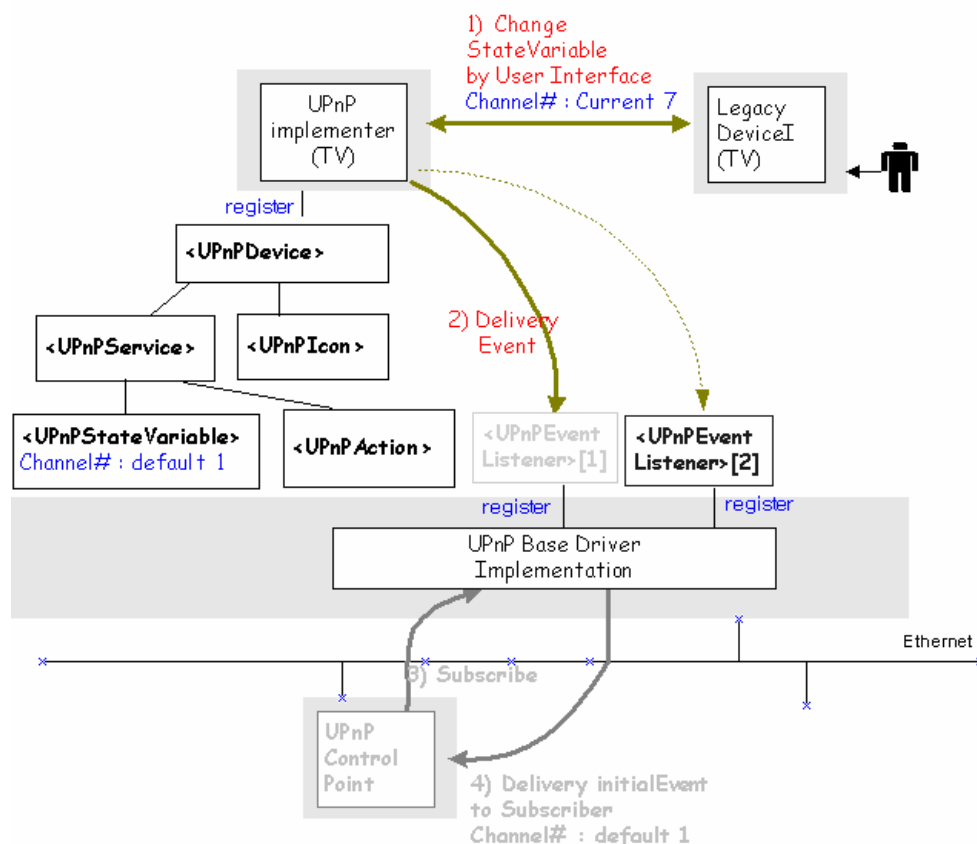 1) Change
StateVariable
by User Interface
Channel# : Current 7
UPnP
implementer
(TV)
Legacy
DeviceI
(TV)
register
<UPnPDevice>
<UPnPService>
<UPnPIcon>
2) Delivery
Event
<UPnPStateVariable>
Channel# : default 1
<UPnPAction>
<UPnPEvent
Listener>[1]
<UPnPEvent
Listener>[2]
register
register
UPnP Base Driver
Implementation
Ethernet
3) Subscribe
UPnP
Control
Point
4) Delivery initialEvent
to Subscriber
Channel# : default 1